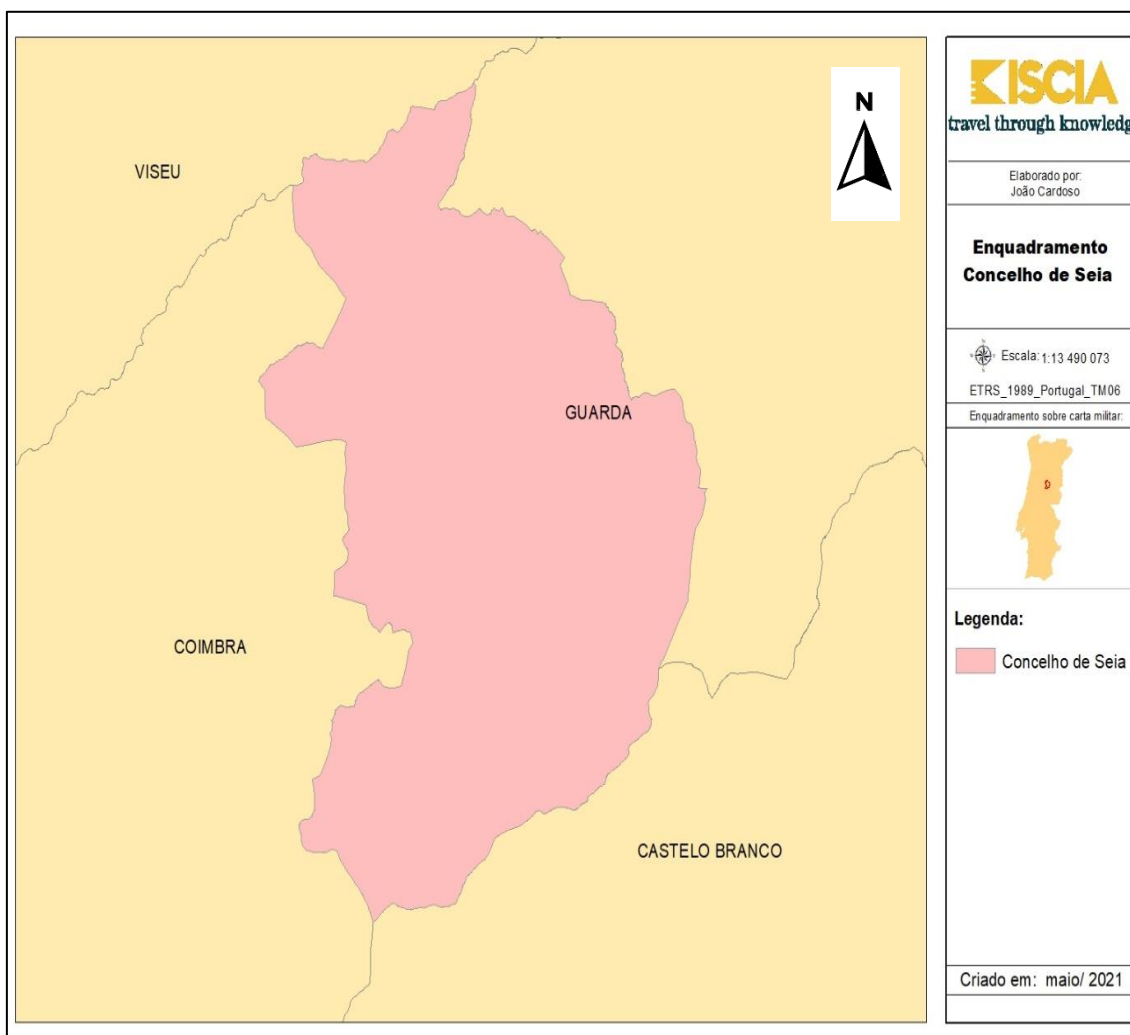 VISEU
N
GUARDA
COIMBRA
CASTELO BRANCO
ISCIA
travel through knowledg
Elaborado por:
João Cardoso
Enquadramento
Concelho de Seia
Escala: 1:13 490 073
ETRS_1989_Portugal_TM06
Enquadramento sobre carta militar:
Legenda:
Concelho de Seia
Criado em: maio/ 2021